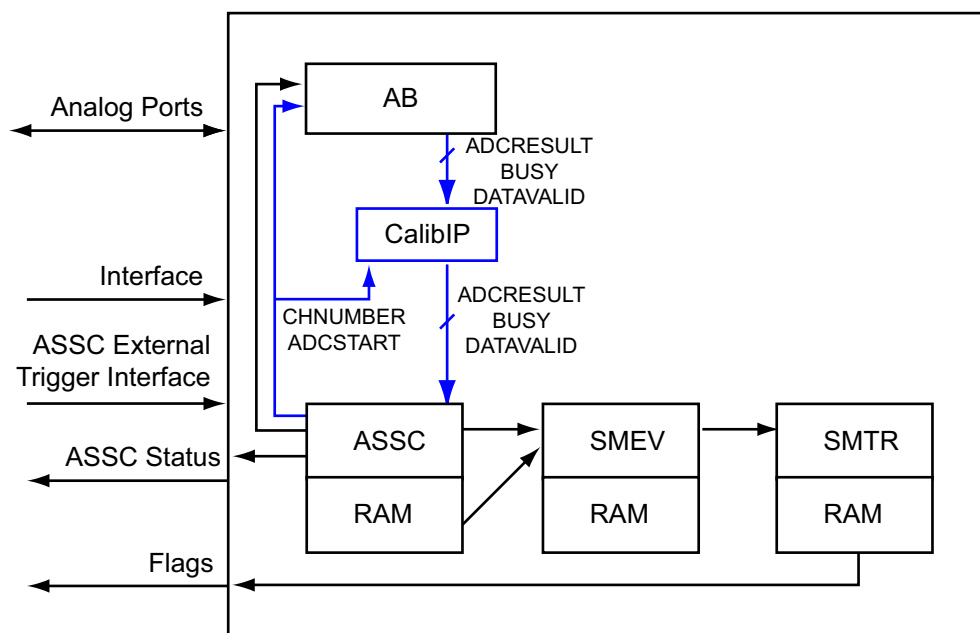 AB
Analog Ports
ADCRESULT
BUSY
DATAVALID
CalibIP
Interface
CHNUMBER
ADCSTART
ADCRESULT
BUSY
DATAVALID
ASSC External
Trigger Interface
ASSC Status
ASSC
RAM
SMEV
RAM
SMTR
RAM
Flags